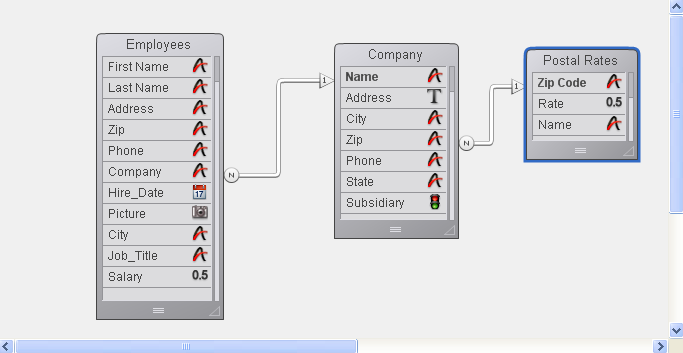 Employees
First Name
Last Name
Address
Zip
Phone
Company
Hire_Date
17
Picture
City
Job_Title
Salary 0.5
N
1
Company
Name
Address T
City
Zip
Phone
State
Subsidiary
N
1
Postal Rates
Zip Code
Rate 0.5
Name